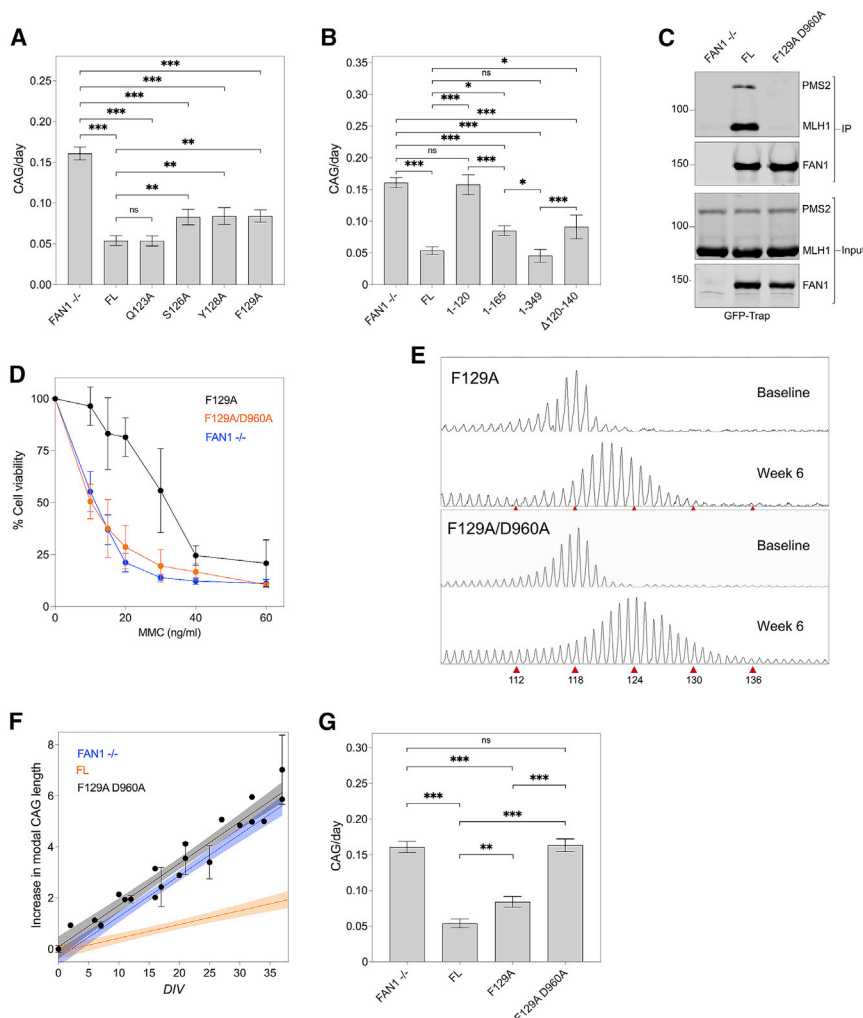 A
CAG/day
0.25
0.20
0.15
0.10
0.05
0.00
***
***
***
***
***
**
**
**
ns
FAN1 -/-
FL
Q123A
S126A
Y128A
F129A
B
CAG/day
0.35
0.30
0.25
0.20
0.15
0.10
0.05
0.00
*
ns
*
***
***
***
***
ns
***
*
***
***
FAN1 -/-
FL
1-120
1-165
1-349
Δ120-140
C
FAN1 -/-
FL
F129A D960A
100
PMS2
MLH1
IP
150
FAN1
100
PMS2
MLH1
Input
150
FAN1
GFP-Trap
D
% Cell viability
100
75
50
25
0
F129A
F129A/D960A
FAN1 -/-
0
20
40
60
MMC (ng/ml)
E
F129A
Baseline
Week 6
F129A/D960A
Baseline
Week 6
112
118
124
130
136
F
Increase in modal CAG length
8
6
4
2
0
FAN1 -/-
FL
F129A D960A
0
5
10
15
20
25
30
35
DIV
G
CAG/day
0.30
0.25
0.20
0.15
0.10
0.05
0.00
ns
***
***
***
***
**
FAN1 -/-
FL
F129A
F129A D960A